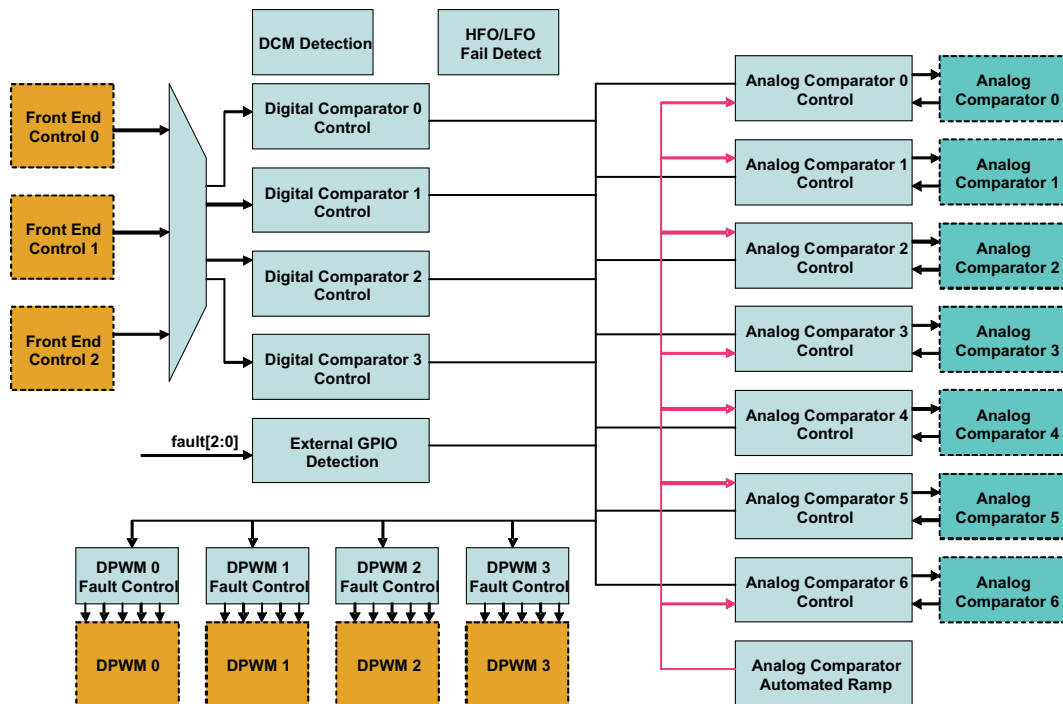 DCM Detection
HFO/LFO
Fail Detect
Front End
Control 0
Front End
Control 1
Front End
Control 2
Digital Comparator 0
Control
Digital Comparator 1
Control
Digital Comparator 2
Control
Digital Comparator 3
Control
fault[2:0]
External GPIO
Detection
Analog Comparator 0
Control
Analog
Comparator 0
Analog Comparator 1
Control
Analog
Comparator 1
Analog Comparator 2
Control
Analog
Comparator 2
Analog Comparator 3
Control
Analog
Comparator 3
Analog Comparator 4
Control
Analog
Comparator 4
Analog Comparator 5
Control
Analog
Comparator 5
Analog Comparator 6
Control
Analog
Comparator 6
Analog Comparator
Automated Ramp
DPWM 0
Fault Control
DPWM 1
Fault Control
DPWM 2
Fault Control
DPWM 3
Fault Control
DPWM 0
DPWM 1
DPWM 2
DPWM 3